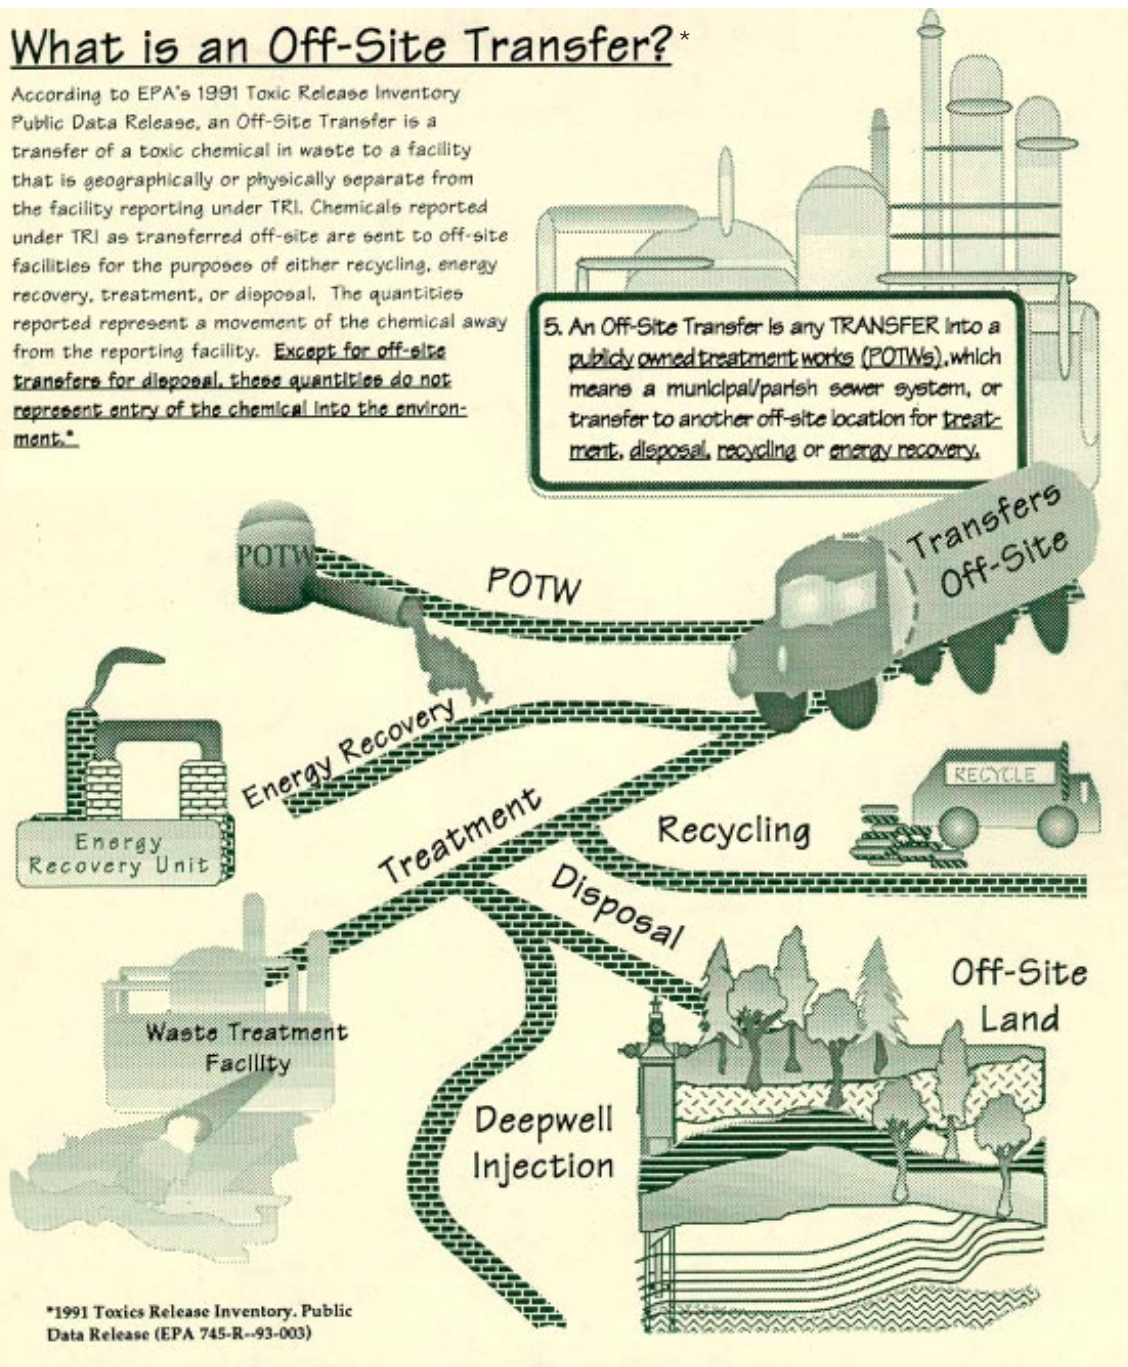 What is an Off-Site Transfer?*
According to EPA's 1991 Toxic Release Inventory
Public Data Release, an Off-Site Transfer is a
transfer of a toxic chemical in waste to a facility
that is geographically or physically separate from
the facility reporting under TRI. Chemicals reported
under TRI as transferred off-site are sent to off-site
facilities for the purposes of either recycling, energy
recovery, treatment, or disposal. The quantities
reported represent a movement of the chemical away
from the reporting facility. Except for off-site
transfers for disposal, these quantities do not
represent entry of the chemical into the environ-
ment.*
5. An Off-Site Transfer is any TRANSFER into a
publicly owned treatment works (POTWs), which
means a municipal/parish sewer system, or
transfer to another off-site location for treat-
ment, disposal, recycling or energy recovery.
Transfers
Off-Site
POTW
POTW
Energy Recovery
RECYCLE
Energy
Recovery Unit
Treatment
Recycling
Disposal
Off-Site
Land
Waste Treatment
Facility
Deepwell
Injection
*1991 Toxics Release Inventory. Public
Data Release (EPA 745-R--93-003)